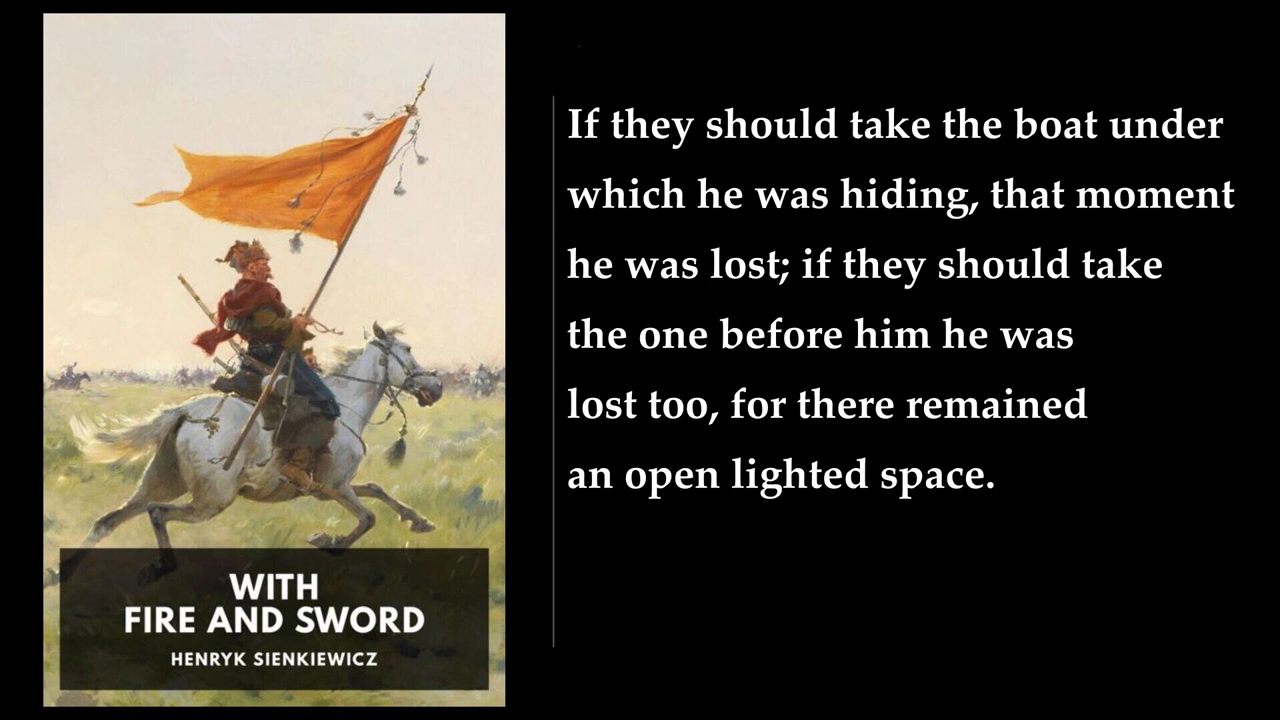 If they should take the boat under
which he was hiding, that moment
he was lost; if they should take
the one before him he was
lost too, for there remained
an open lighted space.
WITH
FIRE AND SWORD
HENRYK SIENKIEWICZ